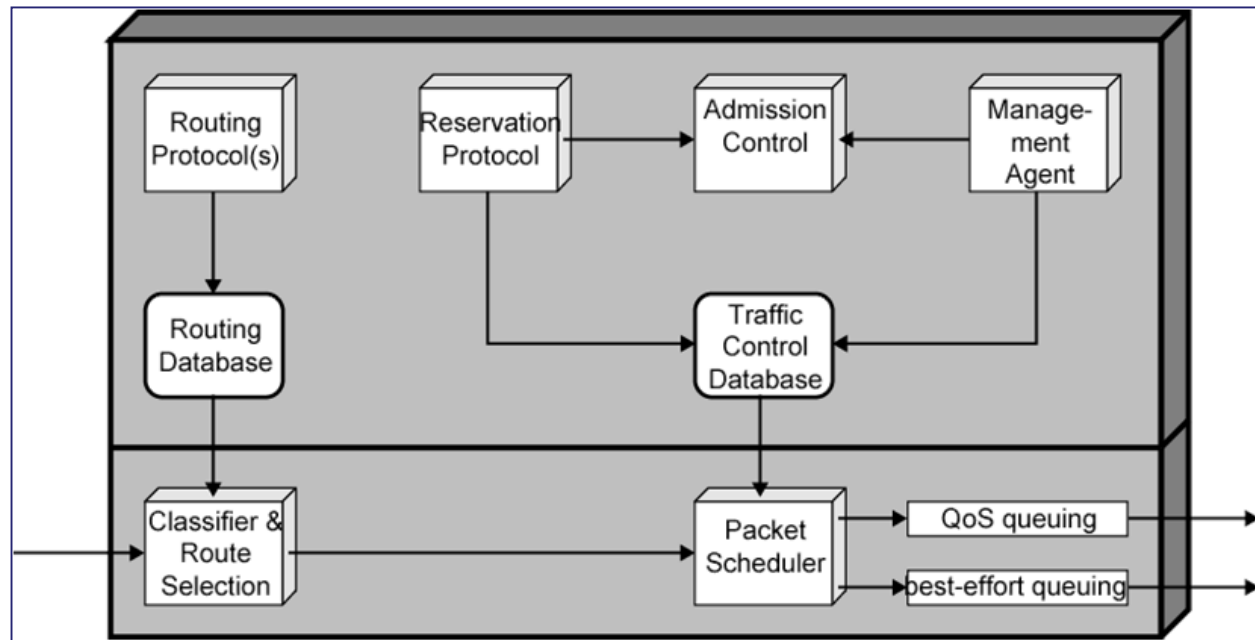 Routing
Protocol(s)
Reservation
Protocol
Admission
Control
Manage-
ment
Agent
Routing
Database
Traffic
Control
Database
Classifier &
Route
Selection
Packet
Scheduler
QoS queuing
best-effort queuing